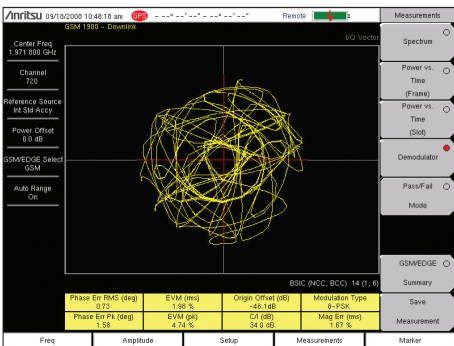 Anritsu 09/16/2008 10:48:18 am GPS - --°--'--" - ---°--'--" Remote
Measurements
GSM 1900 - Downlink
I/Q Vector
Center Freq
1.971 800 GHz
Channel
720
Reference Source
Int Std Accy
Power Offset
0.0 dB
GSM/EDGE Select
GSM
Auto Range
On
Spectrum
Power vs.
Time
(Frame)
Power vs.
Time
(Slot)
Demodulator
Pass/Fail
Mode
GSM/EDGE
Summary
Save
Measurement
BSIC (NCC, BCC) 14 (1, 6)
Phase Err RMS (deg) EVM (rms) Origin Offset (dB) Modulation Type
0.73 1.98 % -46.1dB 8-PSK
Phase Err Pk (deg) EVM (pk) C/I (dB) Mag Err (rms)
1.58 4.74 % 34.0 dB 1.67 %
Freq Amplitude Setup Measurements Marker